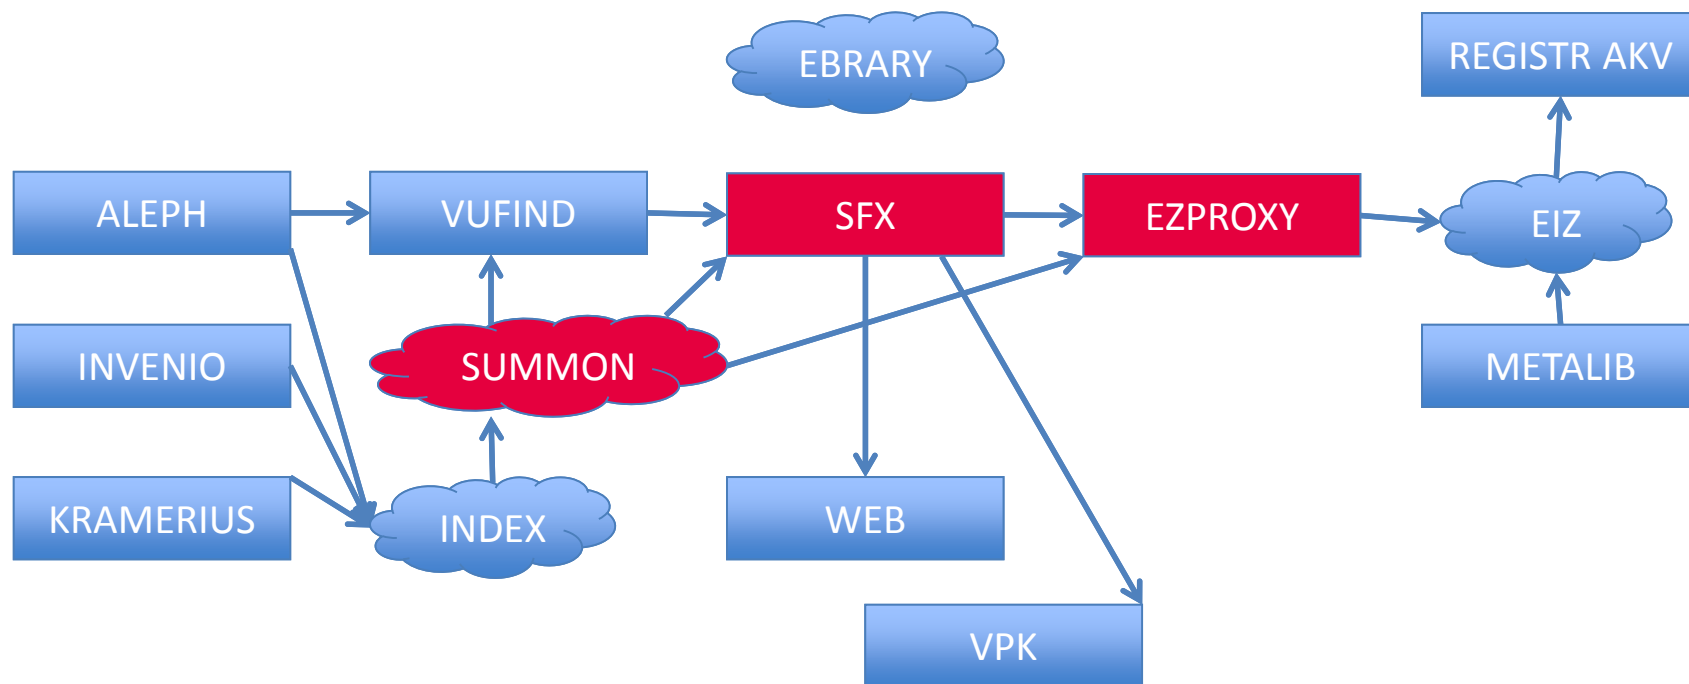 EBRARY
REGISTR AKV
ALEPH
VUFIND
SFX
EZPROXY
EIZ
INVENIO
SUMMON
METALIB
KRAMERIUS
INDEX
WEB
VPK